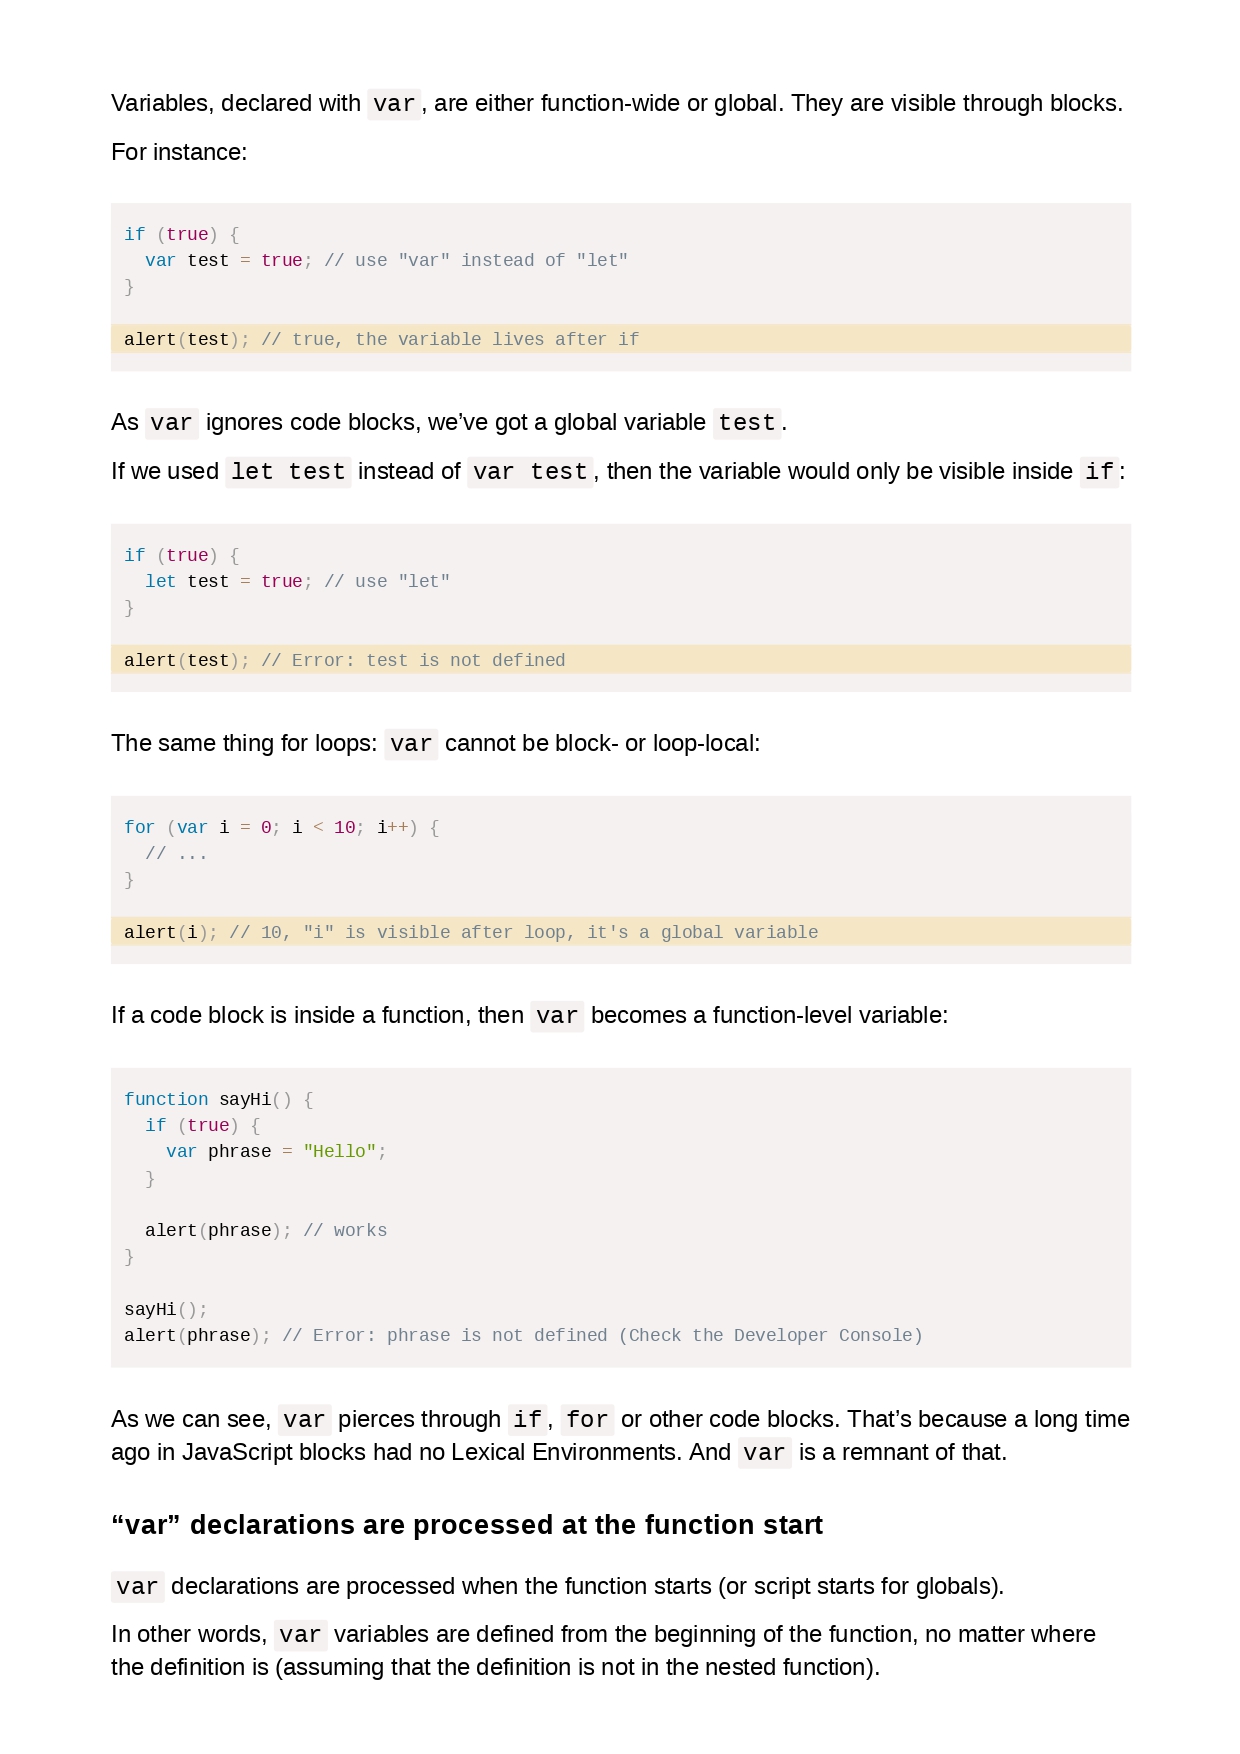 Variables, declared with var, are either function-wide or global. They are visible through blocks.
For instance:
if (true) {
  var test = true; // use "var" instead of "let"
}
alert(test); // true, the variable lives after if
As var ignores code blocks, we’ve got a global variable test.
If we used let test instead of var test, then the variable would only be visible inside if:
if (true) {
  let test = true; // use "let"
}
alert(test); // Error: test is not defined
The same thing for loops: var cannot be block- or loop-local:
for (var i = 0; i < 10; i++) {
  // ...
}
alert(i); // 10, "i" is visible after loop, it's a global variable
If a code block is inside a function, then var becomes a function-level variable:
function sayHi() {
  if (true) {
    var phrase = "Hello";
  }
  alert(phrase); // works
}
sayHi();
alert(phrase); // Error: phrase is not defined (Check the Developer Console)
As we can see, var pierces through if, for or other code blocks. That’s because a long time
ago in JavaScript blocks had no Lexical Environments. And var is a remnant of that.
“var” declarations are processed at the function start
var declarations are processed when the function starts (or script starts for globals).
In other words, var variables are defined from the beginning of the function, no matter where
the definition is (assuming that the definition is not in the nested function).